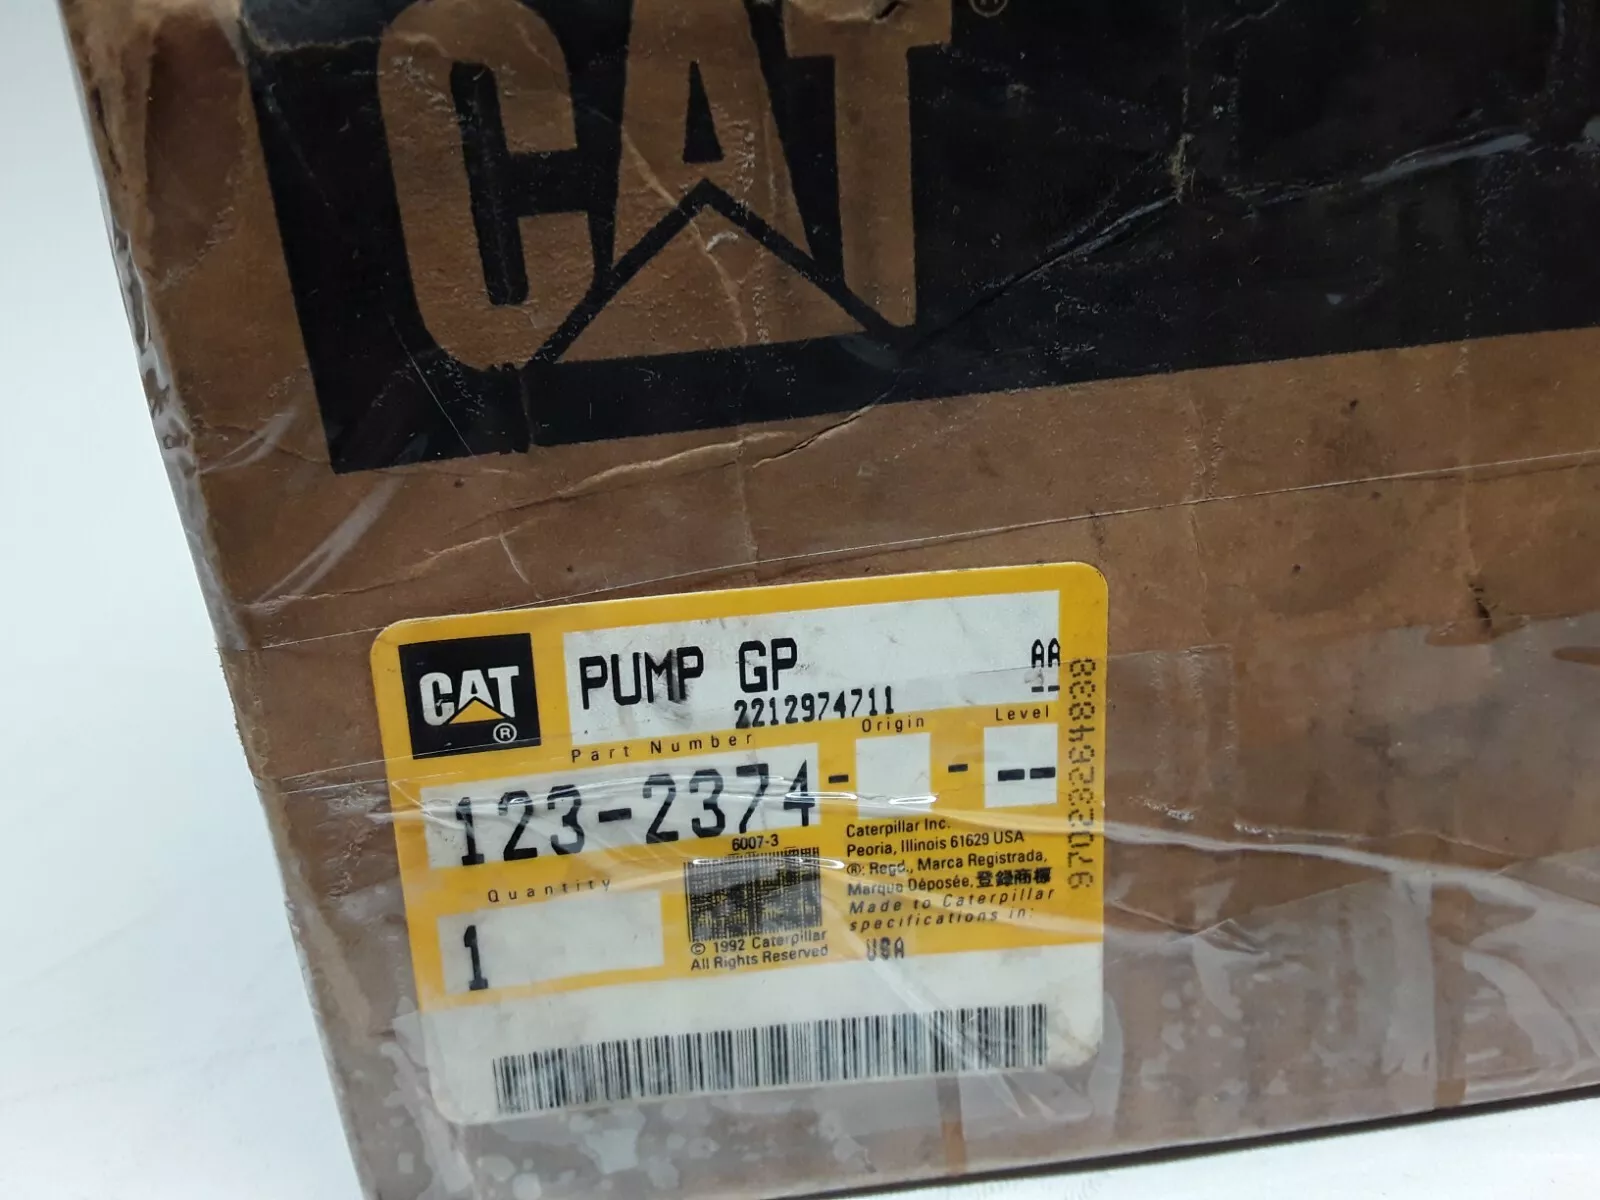 CAT®
CAT®
PUMP GP
AA
2212974711
--
Part Number
Origin
Level
123-2374- - --
6007-3
Quantity
1
© 1992 Caterpillar
All Rights Reserved
Caterpillar Inc.
Peoria, Illinois 61629 USA
®: Regd., Marca Registrada,
Marque Déposée, 登録商標
Made to Caterpillar
specifications in:
USA